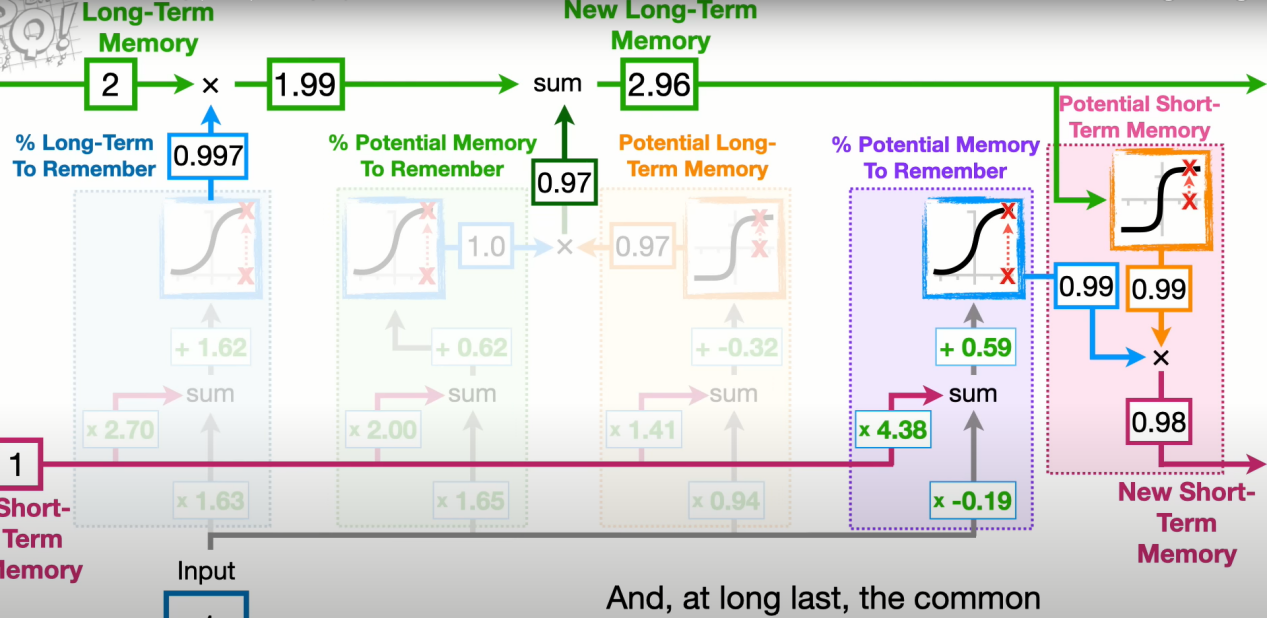 Long-Term
Memory
New Long-Term
Memory
2
×
1.99
sum
2.96
Potential Short-
Term Memory
% Long-Term
To Remember
0.997
% Potential Memory
To Remember
0.97
Potential Long-
Term Memory
% Potential Memory
To Remember
X
X
X
X
X
X
X
X
X
X
1.0
×
0.97
0.99
0.99
×
+ 1.62
+ 0.62
+ -0.32
+ 0.59
sum
sum
sum
sum
x 2.70
x 2.00
x 1.41
x 4.38
0.98
1
x 1.63
x 1.65
x 0.94
x -0.19
Short-
Term
Memory
New Short-
Term
Memory
Input
And, at long last, the common